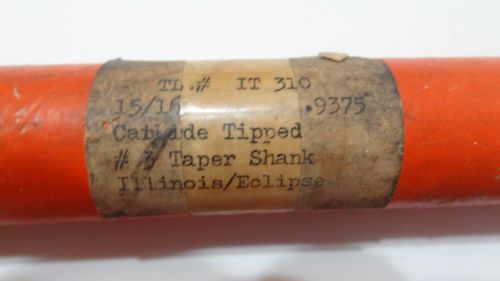 TL.# IT 310
15/16 .9375
Carbide Tipped
# 3 Taper Shank
Illinois/Eclipse